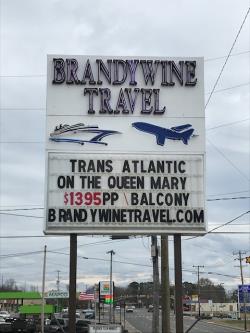 BRANDYWINE
TRAVEL
TRANS ATLANTIC
ON THE QUEEN MARY
$1395PP \ BALCONY
BRANDYWINETRAVEL.COM